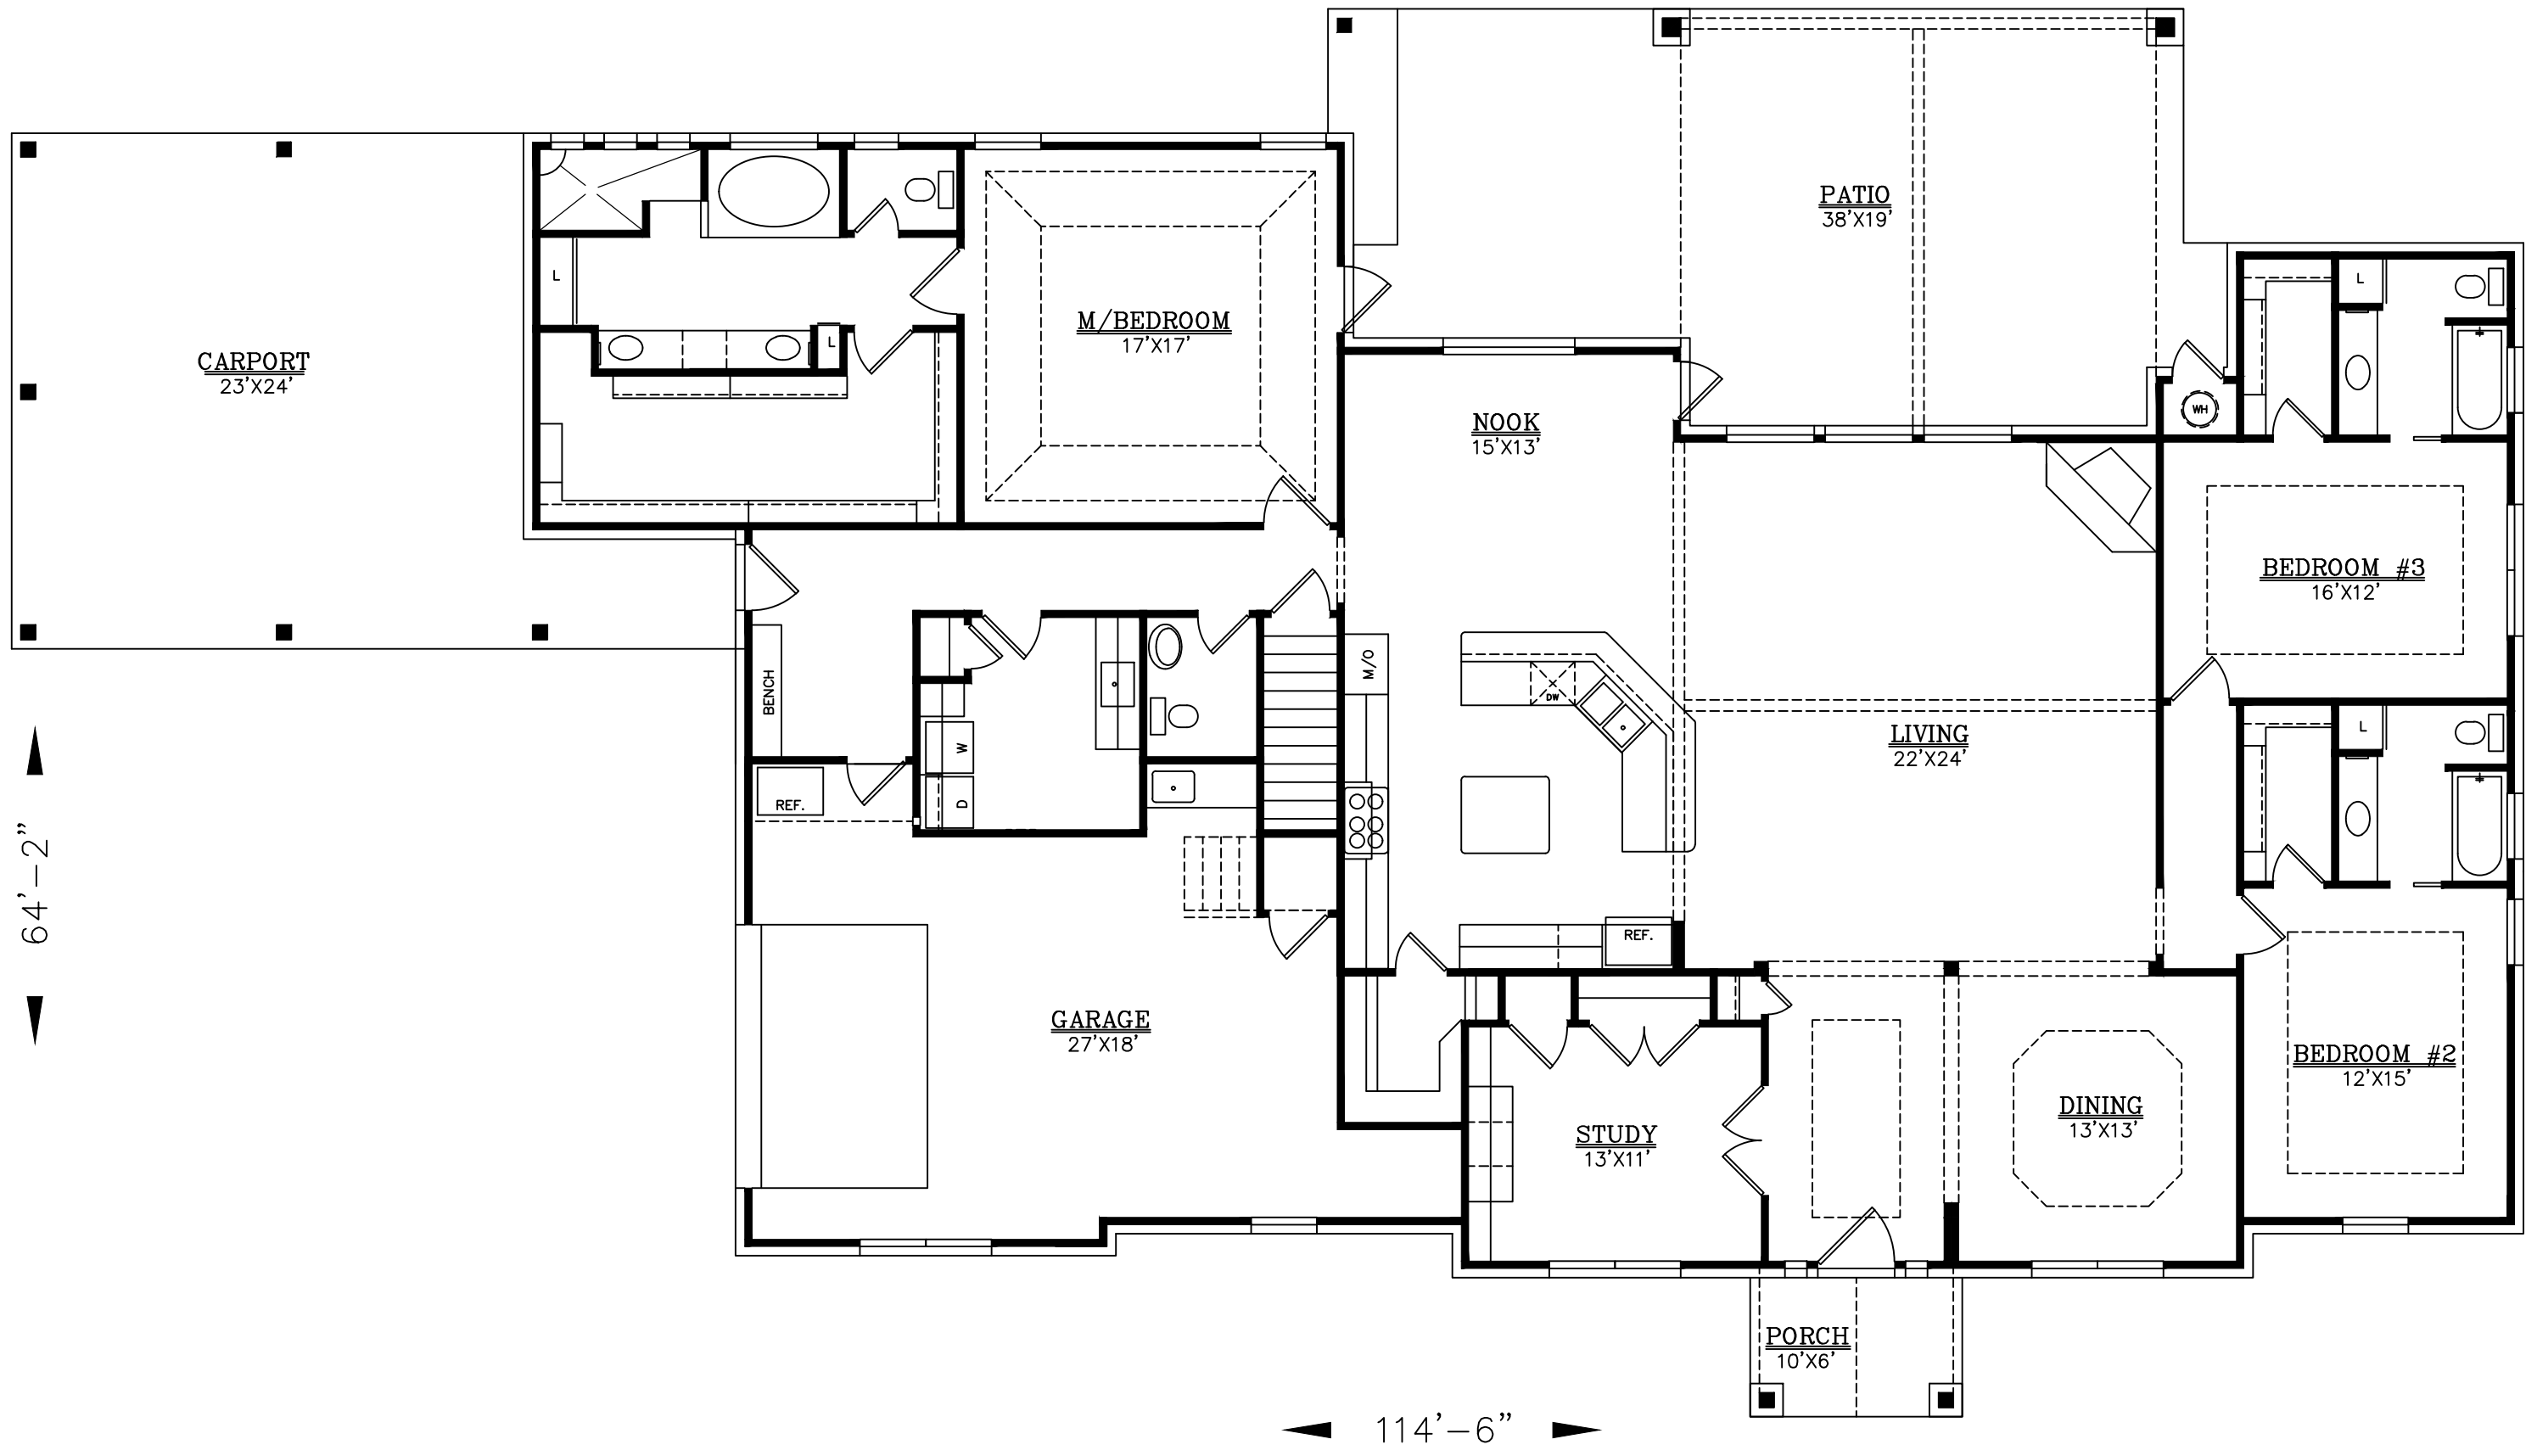 PATIO
38'X19'
L
L
M/BEDROOM
17'X17'
L
CARPORT
23'X24'
WH
NOOK
15'X13'
BEDROOM #3
16'X12'
M/O
BENCH
DW
W
L
LIVING
22'X24'
REF.
D
64'-2"
REF.
GARAGE
27'X18'
BEDROOM #2
12'X15'
DINING
13'X13'
STUDY
13'X11'
PORCH
10'X6'
114'-6"